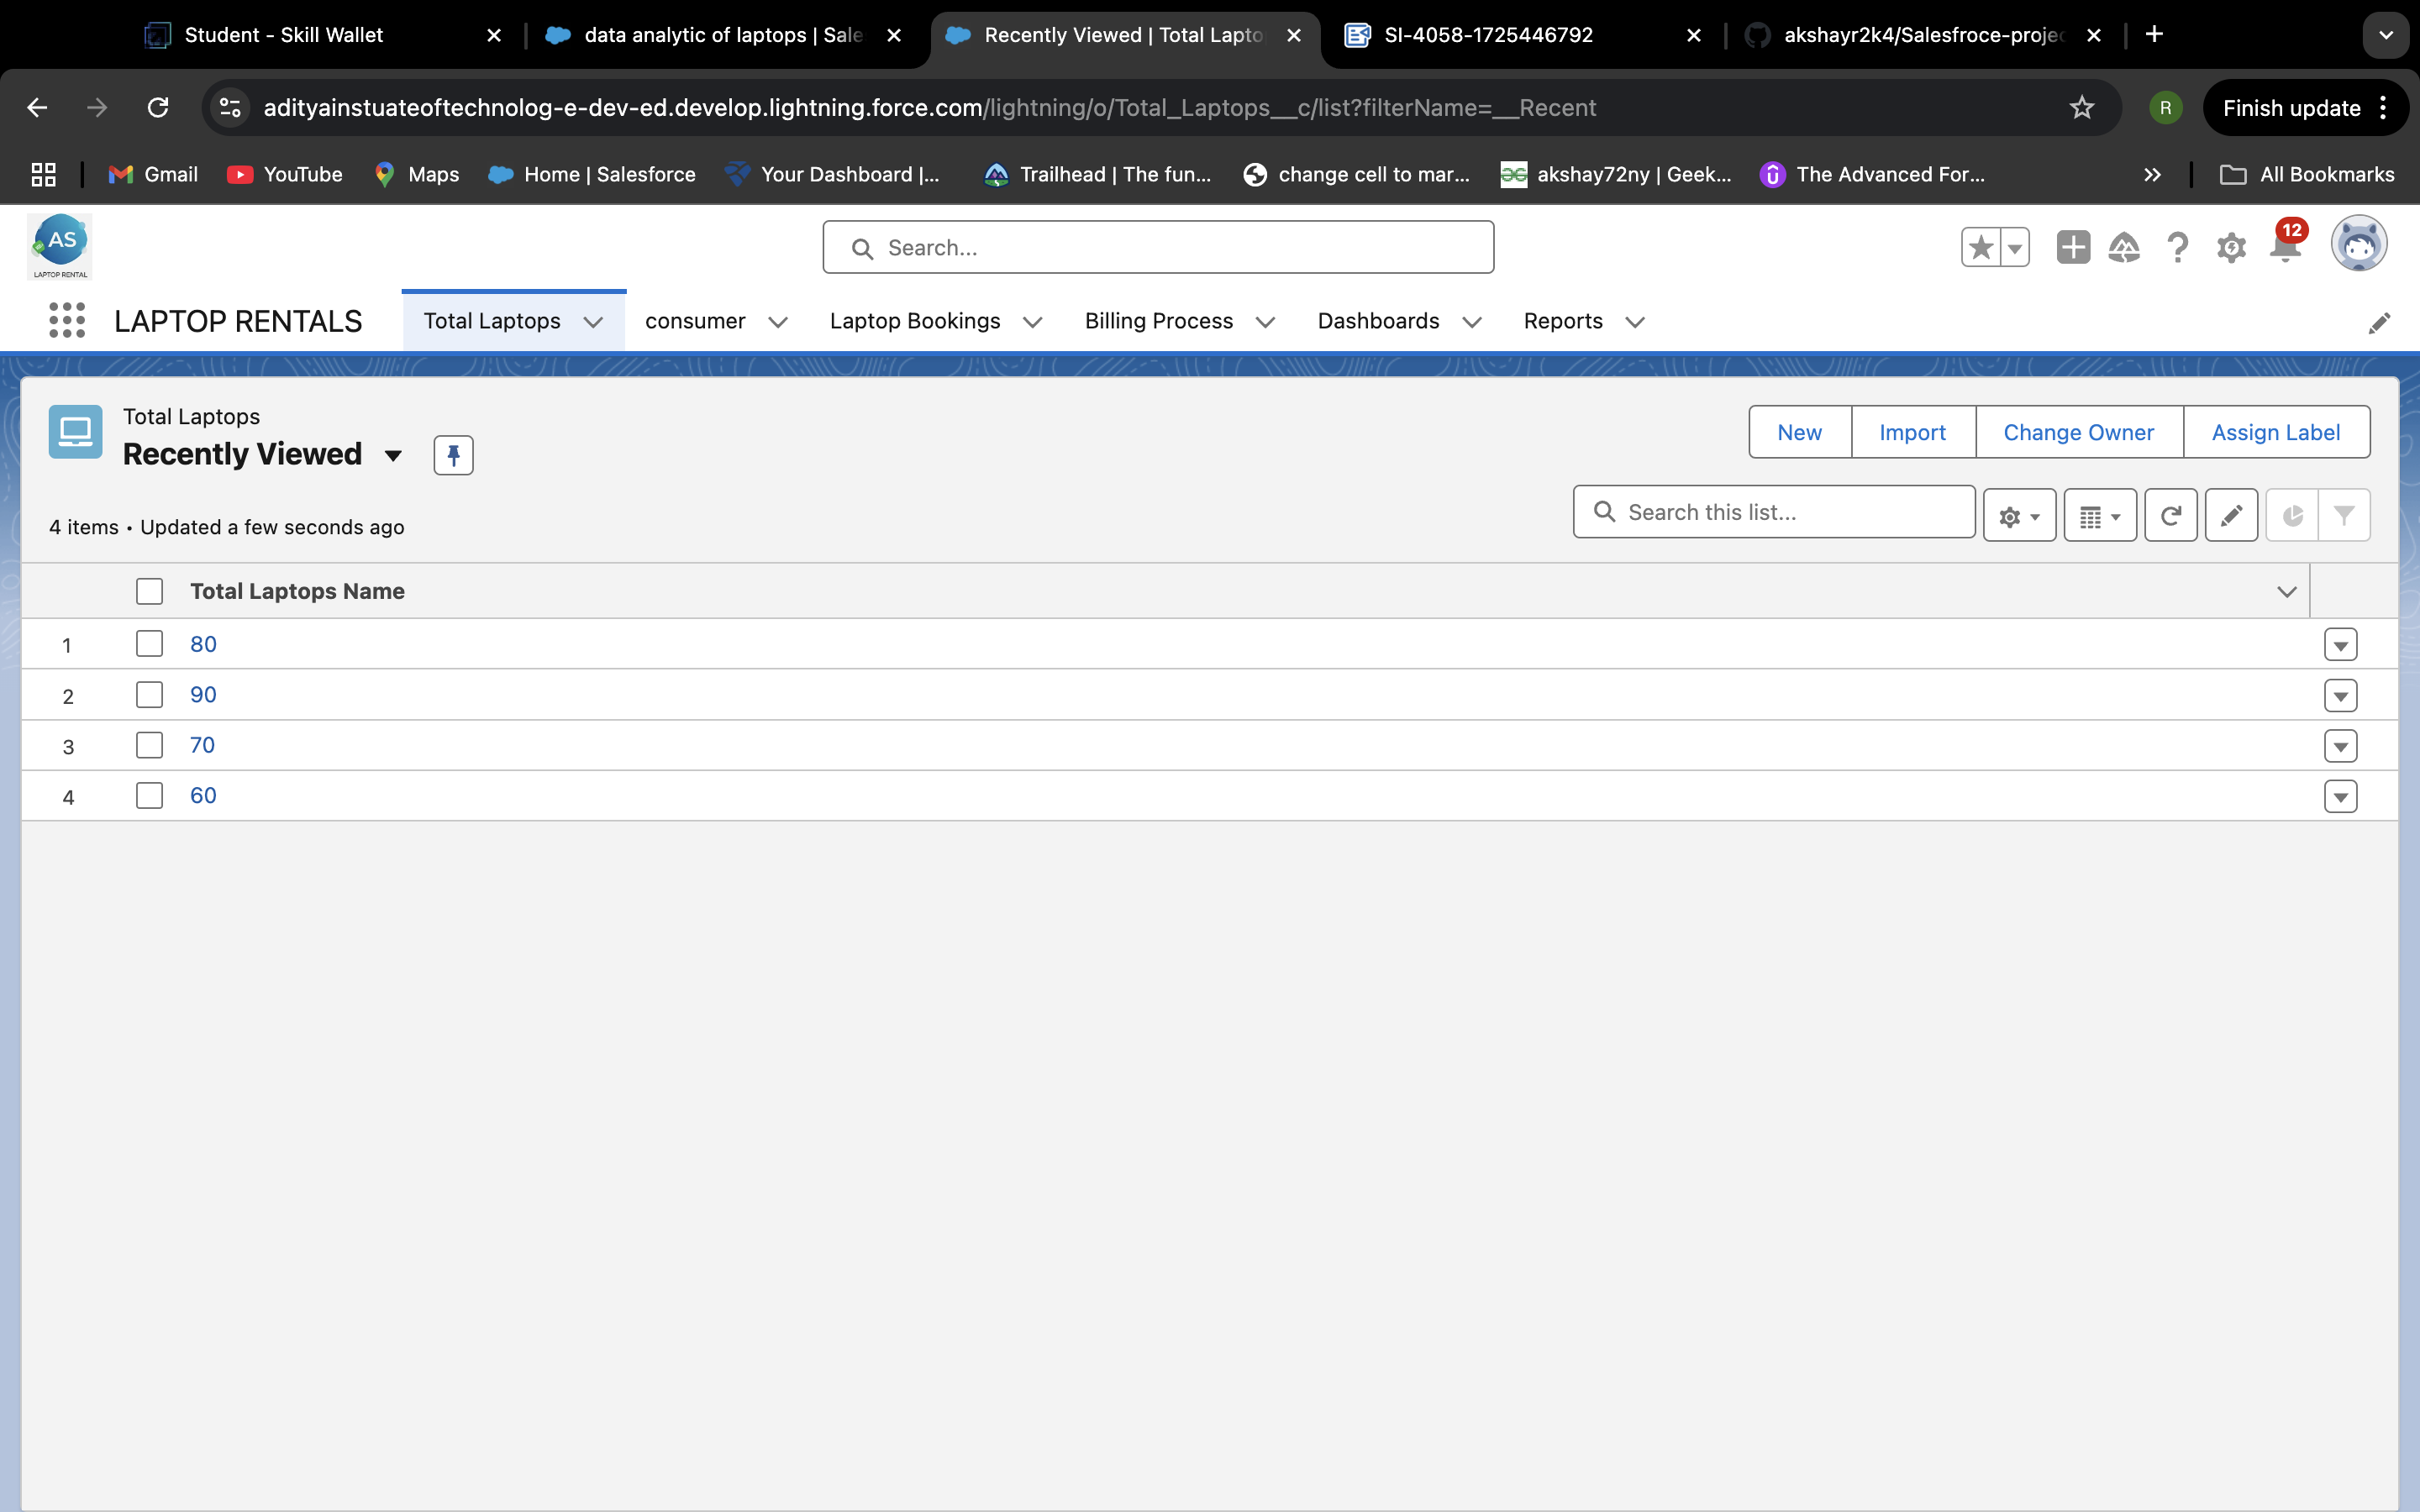 Student - Skill Wallet
data analytic of laptops | Sale
Recently Viewed | Total Lapto
SI-4058-1725446792
akshayr2k4/Salesfroce-projec
adityainstuateoftechnolog-e-dev-ed.develop.lightning.force.com/lightning/o/Total_Laptops__c/list?filterName=__Recent
R
Finish update
Gmail
YouTube
Maps
Home | Salesforce
Your Dashboard |...
Trailhead | The fun...
change cell to mar...
akshay72ny | Geek...
The Advanced For...
All Bookmarks
AS
LAPTOP RENTAL
Search...
12
LAPTOP RENTALS
Total Laptops
consumer
Laptop Bookings
Billing Process
Dashboards
Reports
Total Laptops
Recently Viewed
New
Import
Change Owner
Assign Label
4 items • Updated a few seconds ago
Search this list...
Total Laptops Name
1 80
2 90
3 70
4 60